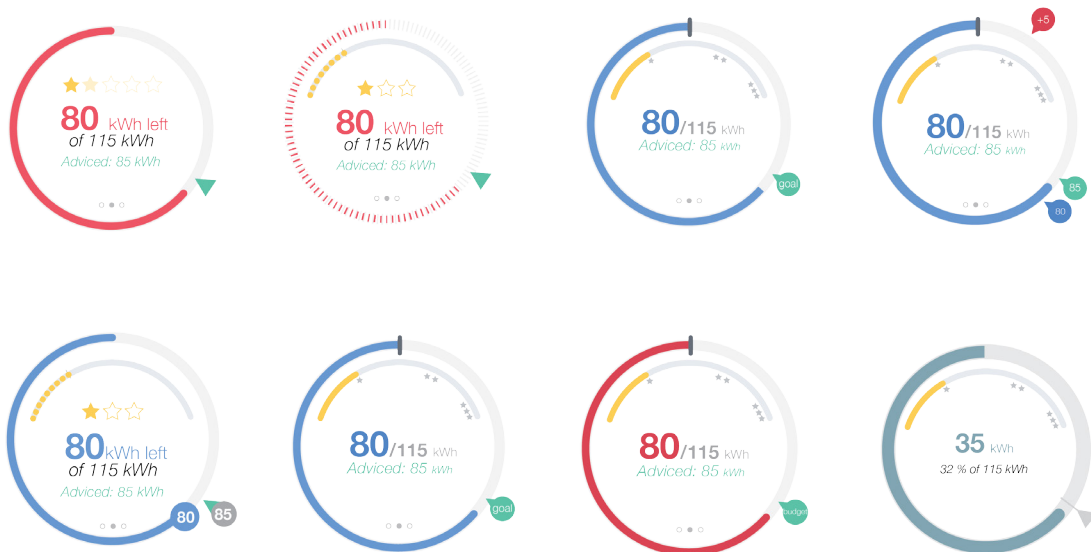 80 kWh left
of 115 kWh
Adviced: 85 kWh
80 kWh left
of 115 kWh
Adviced: 85 kWh
80/115 kWh
Adviced: 85 kWh
goal
+5
80/115 kWh
Adviced: 85 kWh
85
80
80kWh left
of 115 kWh
Adviced: 85 kWh
80
85
80/115 kWh
Adviced: 85 kWh
goal
80/115 kWh
Adviced: 85 kWh
budget
35 kWh
32 % of 115 kWh